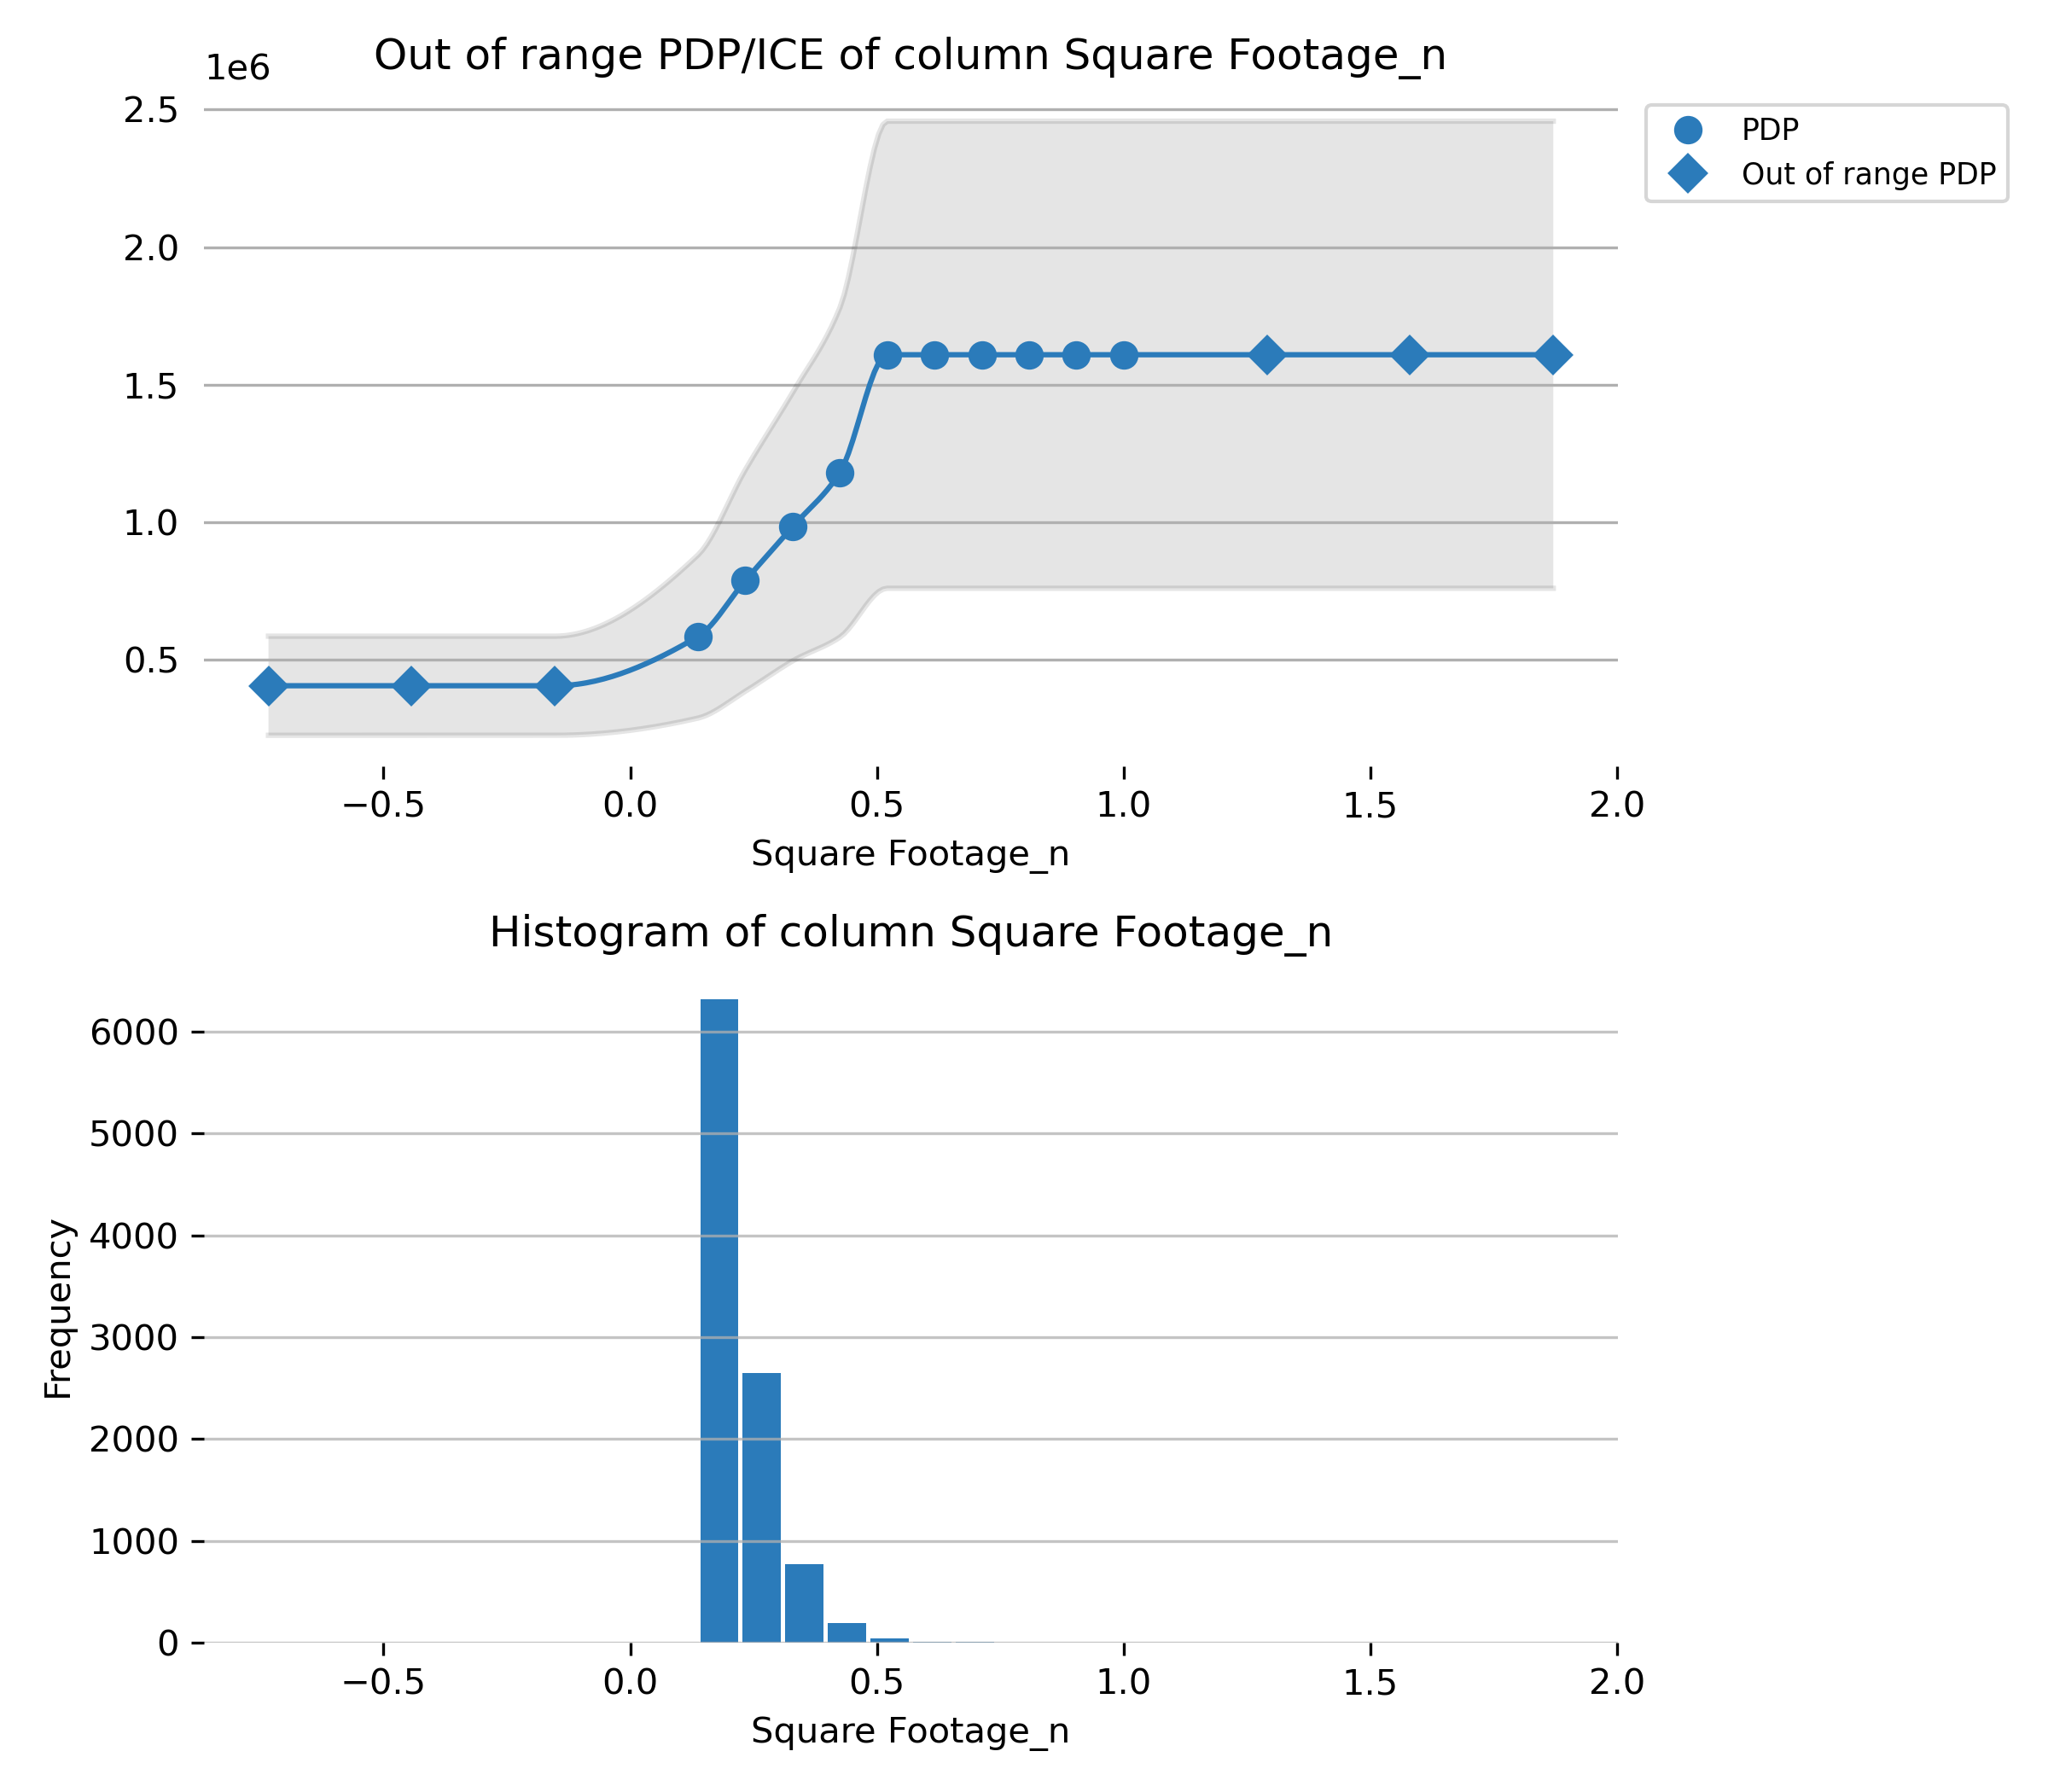 Out of range PDP/ICE of column Square Footage_n
1e6
2.5
2.0
1.5
1.0
0.5
PDP
Out of range PDP
−0.5 0.0 0.5 1.0 1.5 2.0
Square Footage_n
Histogram of column Square Footage_n
6000
5000
4000
3000
2000
1000
0
Frequency
−0.5 0.0 0.5 1.0 1.5 2.0
Square Footage_n